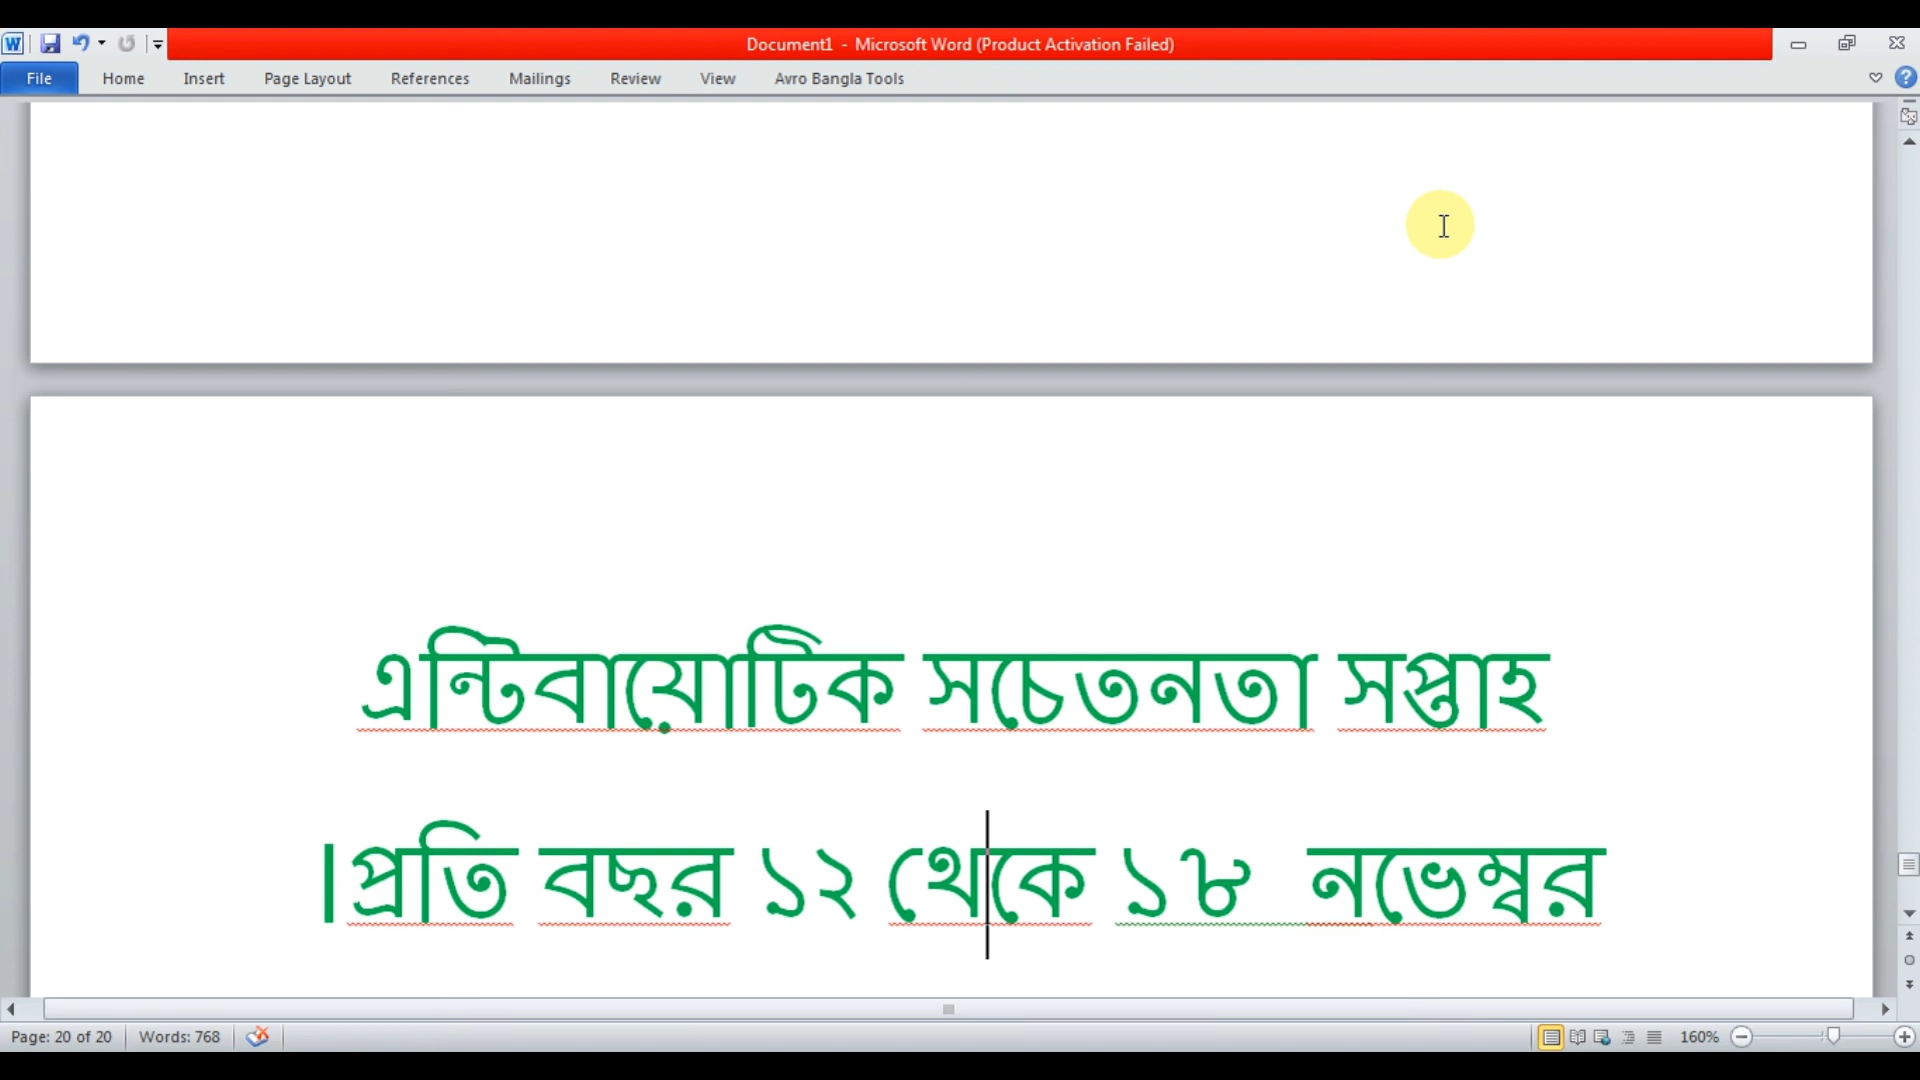 Document1 - Microsoft Word (Product Activation Failed)
File Home Insert Page Layout References Mailings Review View Avro Bangla Tools
এন্টিবায়োটিক সচেতনতা সপ্তাহ
।প্রতি বছর ১২ থেকে ১৮ নভেম্বর
Page: 20 of 20 Words: 768 160%